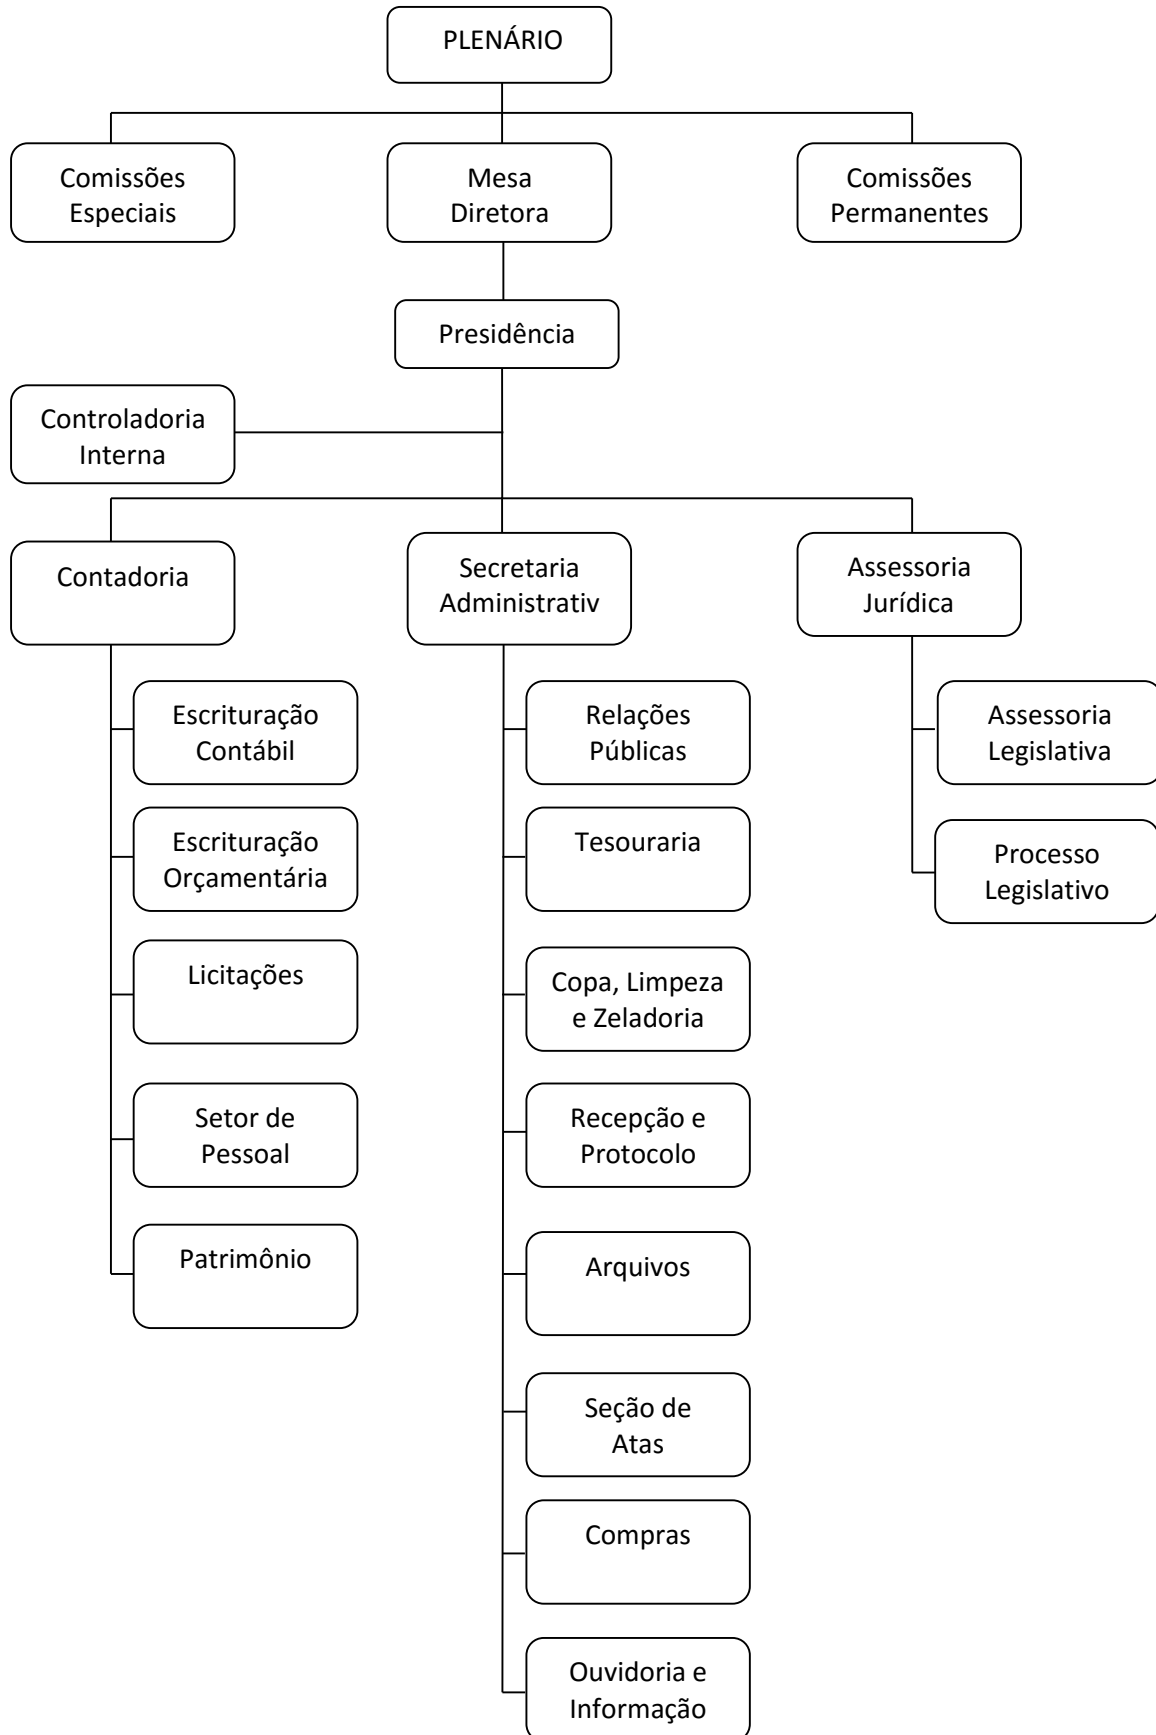 PLENÁRIO
Comissões
Especiais
Mesa
Diretora
Comissões
Permanentes
Presidência
Controladoria
Interna
Contadoria
Secretaria
Administrativ
Assessoria
Jurídica
Escrituração
Contábil
Escrituração
Orçamentária
Licitações
Setor de
Pessoal
Patrimônio
Relações
Públicas
Tesouraria
Copa, Limpeza
e Zeladoria
Recepção e
Protocolo
Arquivos
Seção de
Atas
Compras
Ouvidoria e
Informação
Assessoria
Legislativa
Processo
Legislativo